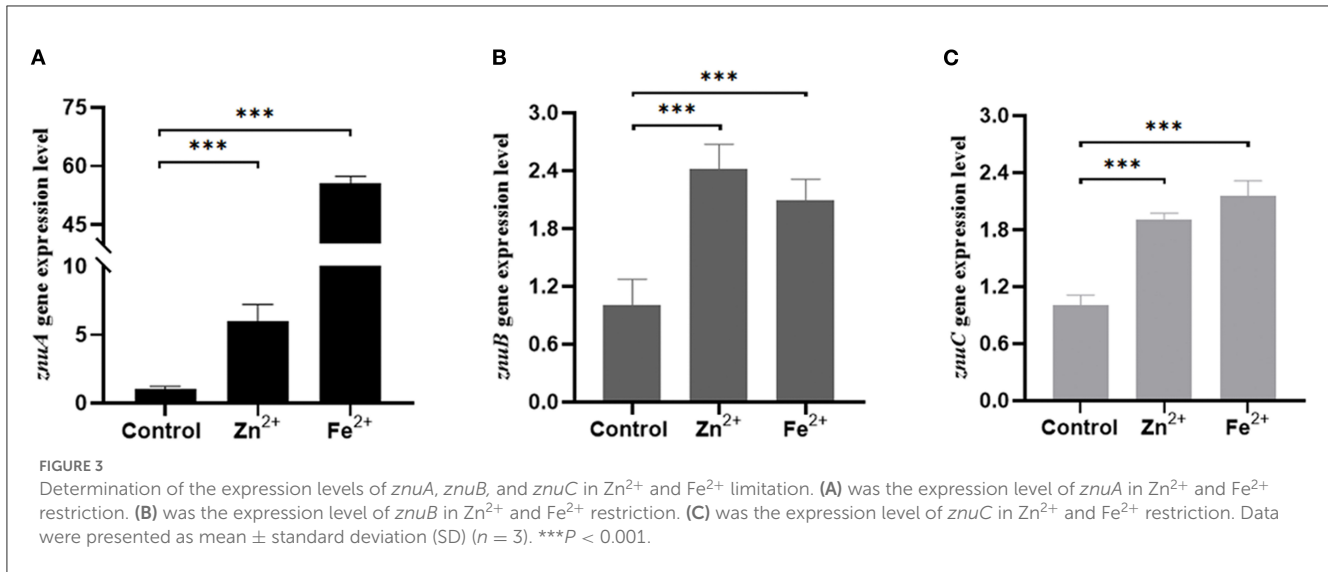 A
znuA gene expression level
75
60
45
10
5
0
***
***
Control Zn²⁺ Fe²⁺
B
znuB gene expression level
3.0
2.4
1.8
1.2
0.6
0.0
***
***
Control Zn²⁺ Fe²⁺
C
znuC gene expression level
3.0
2.4
1.8
1.2
0.6
0.0
***
***
Control Zn²⁺ Fe²⁺
FIGURE 3
Determination of the expression levels of znuA, znuB, and znuC in Zn²⁺ and Fe²⁺ limitation. (A) was the expression level of znuA in Zn²⁺ and Fe²⁺
restriction. (B) was the expression level of znuB in Zn²⁺ and Fe²⁺ restriction. (C) was the expression level of znuC in Zn²⁺ and Fe²⁺ restriction. Data
were presented as mean ± standard deviation (SD) (n = 3). ***P < 0.001.